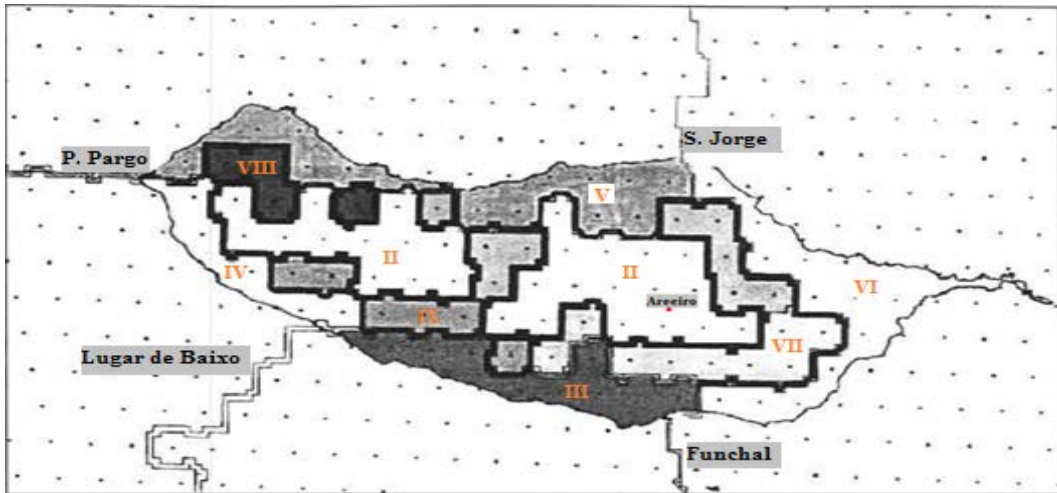 S. Jorge
P. Pargo
VIII
V
II
II
IV
VI
Areeiro
IX
VII
Lugar de Baixo
III
Funchal